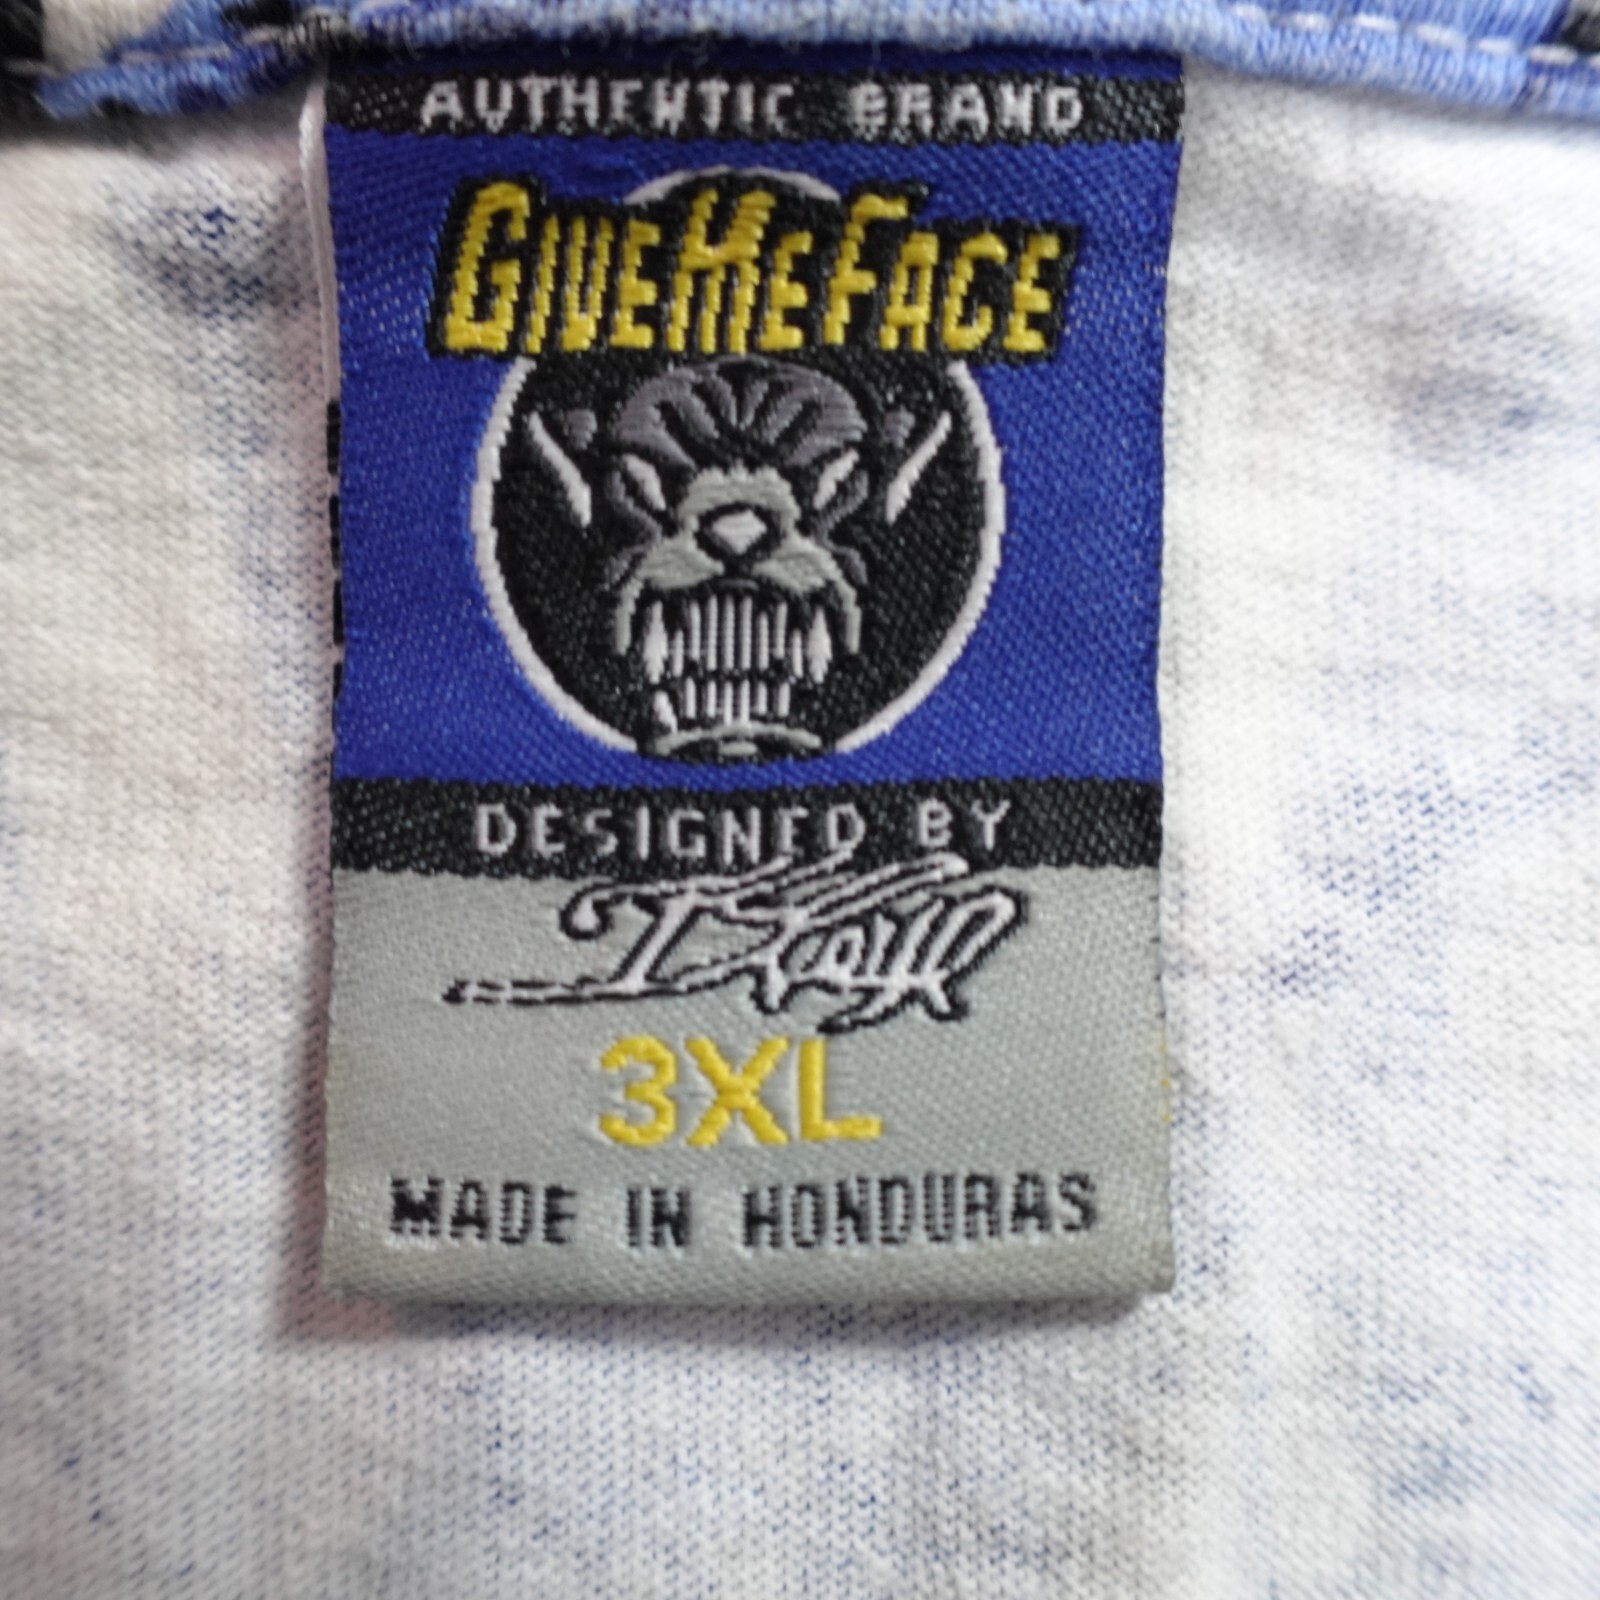 AUTHENTIC BRAND
GIVEMEFACE
DESIGNED BY
3XL
MADE IN HONDURAS